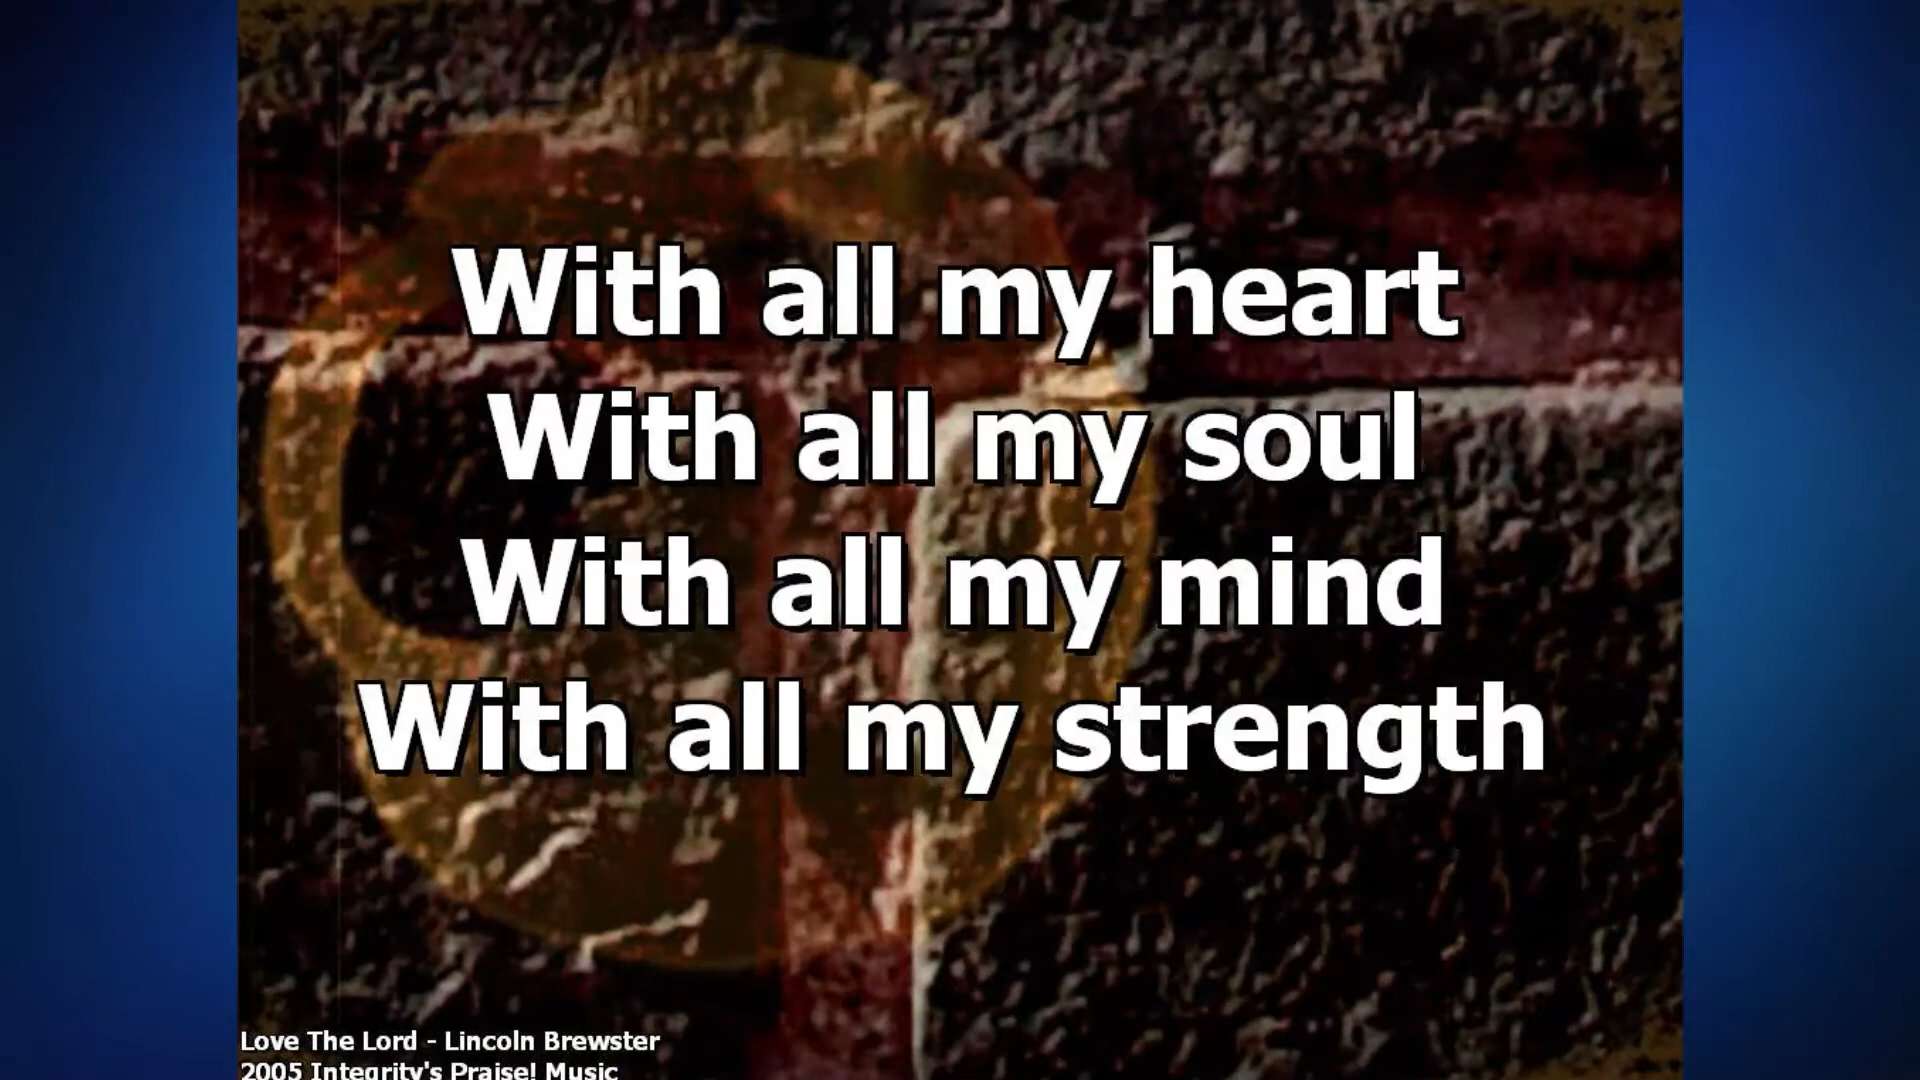 With all my heart
With all my soul
With all my mind
With all my strength
Love The Lord - Lincoln Brewster
2005 Integrity's Praise! Music